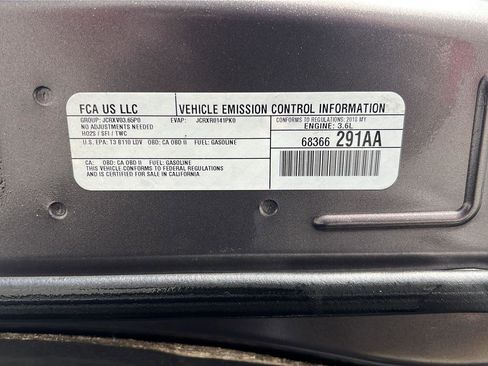 FCA US LLC VEHICLE EMISSION CONTROL INFORMATION
GROUP: JCRXV03.65P0 EVAP: JCRXR0141PK0 CONFORMS TO REGULATIONS: 2018 MY
NO ADJUSTMENTS NEEDED ENGINE: 3.6L
HO2S / SFI / TWC
U.S. EPA: T3 B110 LDV OBD: CA OBD II FUEL: GASOLINE 68366 291AA
CA: OBD: CA OBD II FUEL: GASOLINE
THIS VEHICLE CONFORMS TO FEDERAL REGULATIONS
AND IS CERTIFIED FOR SALE IN CALIFORNIA